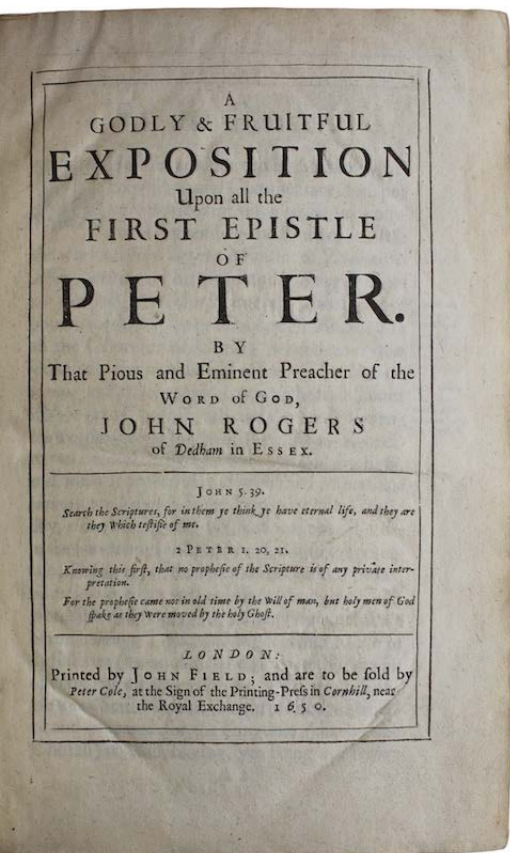 A
GODLY & FRUITFUL
EXPOSITION
Upon all the
FIRST EPISTLE
OF
PETER.
BY
That Pious and Eminent Preacher of the
WORD of GOD,
JOHN ROGERS
of Dedham in ESSEX.
JOHN 5. 39.
Search the Scriptures, for in them ye think ye have eternal life, and they are
they which teſtifie of me.
2 PETER 1. 20, 21.
Knowing this firſt, that no propheſie of the Scripture is of any private inter-
pretation.
For the propheſie came not in old time by the Will of man, but holy men of God
ſpake as they were moved by the holy Ghoſt.
LONDON:
Printed by JOHN FIELD; and are to be ſold by
Peter Cole, at the Sign of the Printing-Preſs in Cornhill, near
the Royal Exchange. 1650.